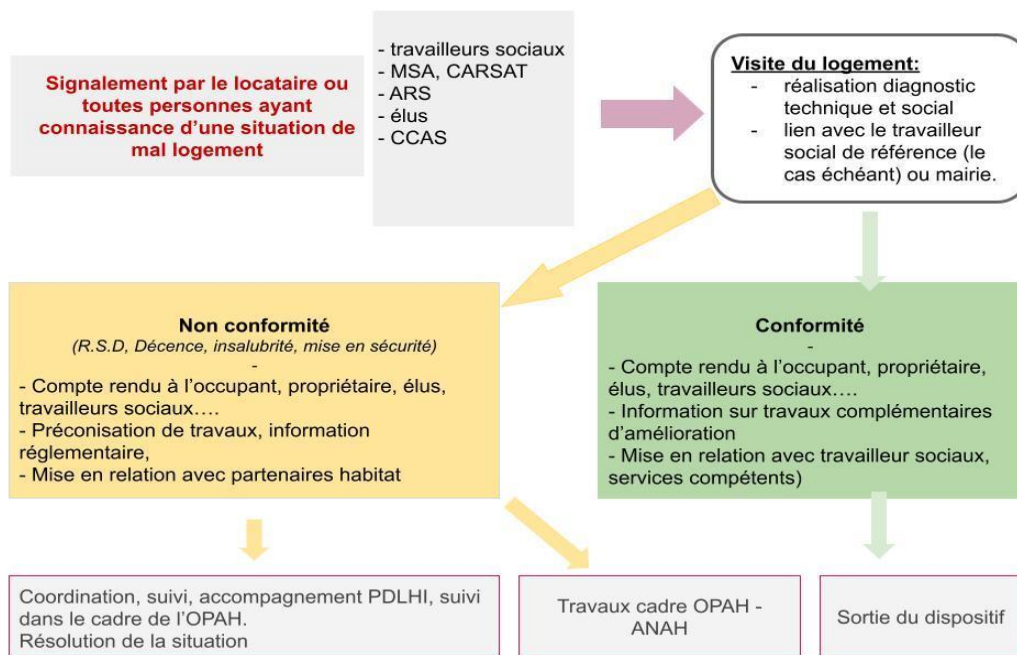 Signalement par le locataire ou
toutes personnes ayant
connaissance d'une situation de
mal logement
- travailleurs sociaux
- MSA, CARSAT
- ARS
- élus
- CCAS
Visite du logement:
- réalisation diagnostic
technique et social
- lien avec le travailleur
social de référence (le
cas échéant) ou mairie.
Non conformité
(R.S.D, Décence, insalubrité, mise en sécurité)
-
- Compte rendu à l'occupant, propriétaire, élus,
travailleurs sociaux….
- Préconisation de travaux, information
réglementaire,
- Mise en relation avec partenaires habitat
Conformité
-
- Compte rendu à l'occupant, propriétaire,
élus, travailleurs sociaux….
- Information sur travaux complémentaires
d'amélioration
- Mise en relation avec travailleur sociaux,
services compétents)
Coordination, suivi, accompagnement PDLHI, suivi
dans le cadre de l'OPAH.
Résolution de la situation
Travaux cadre OPAH -
ANAH
Sortie du dispositif